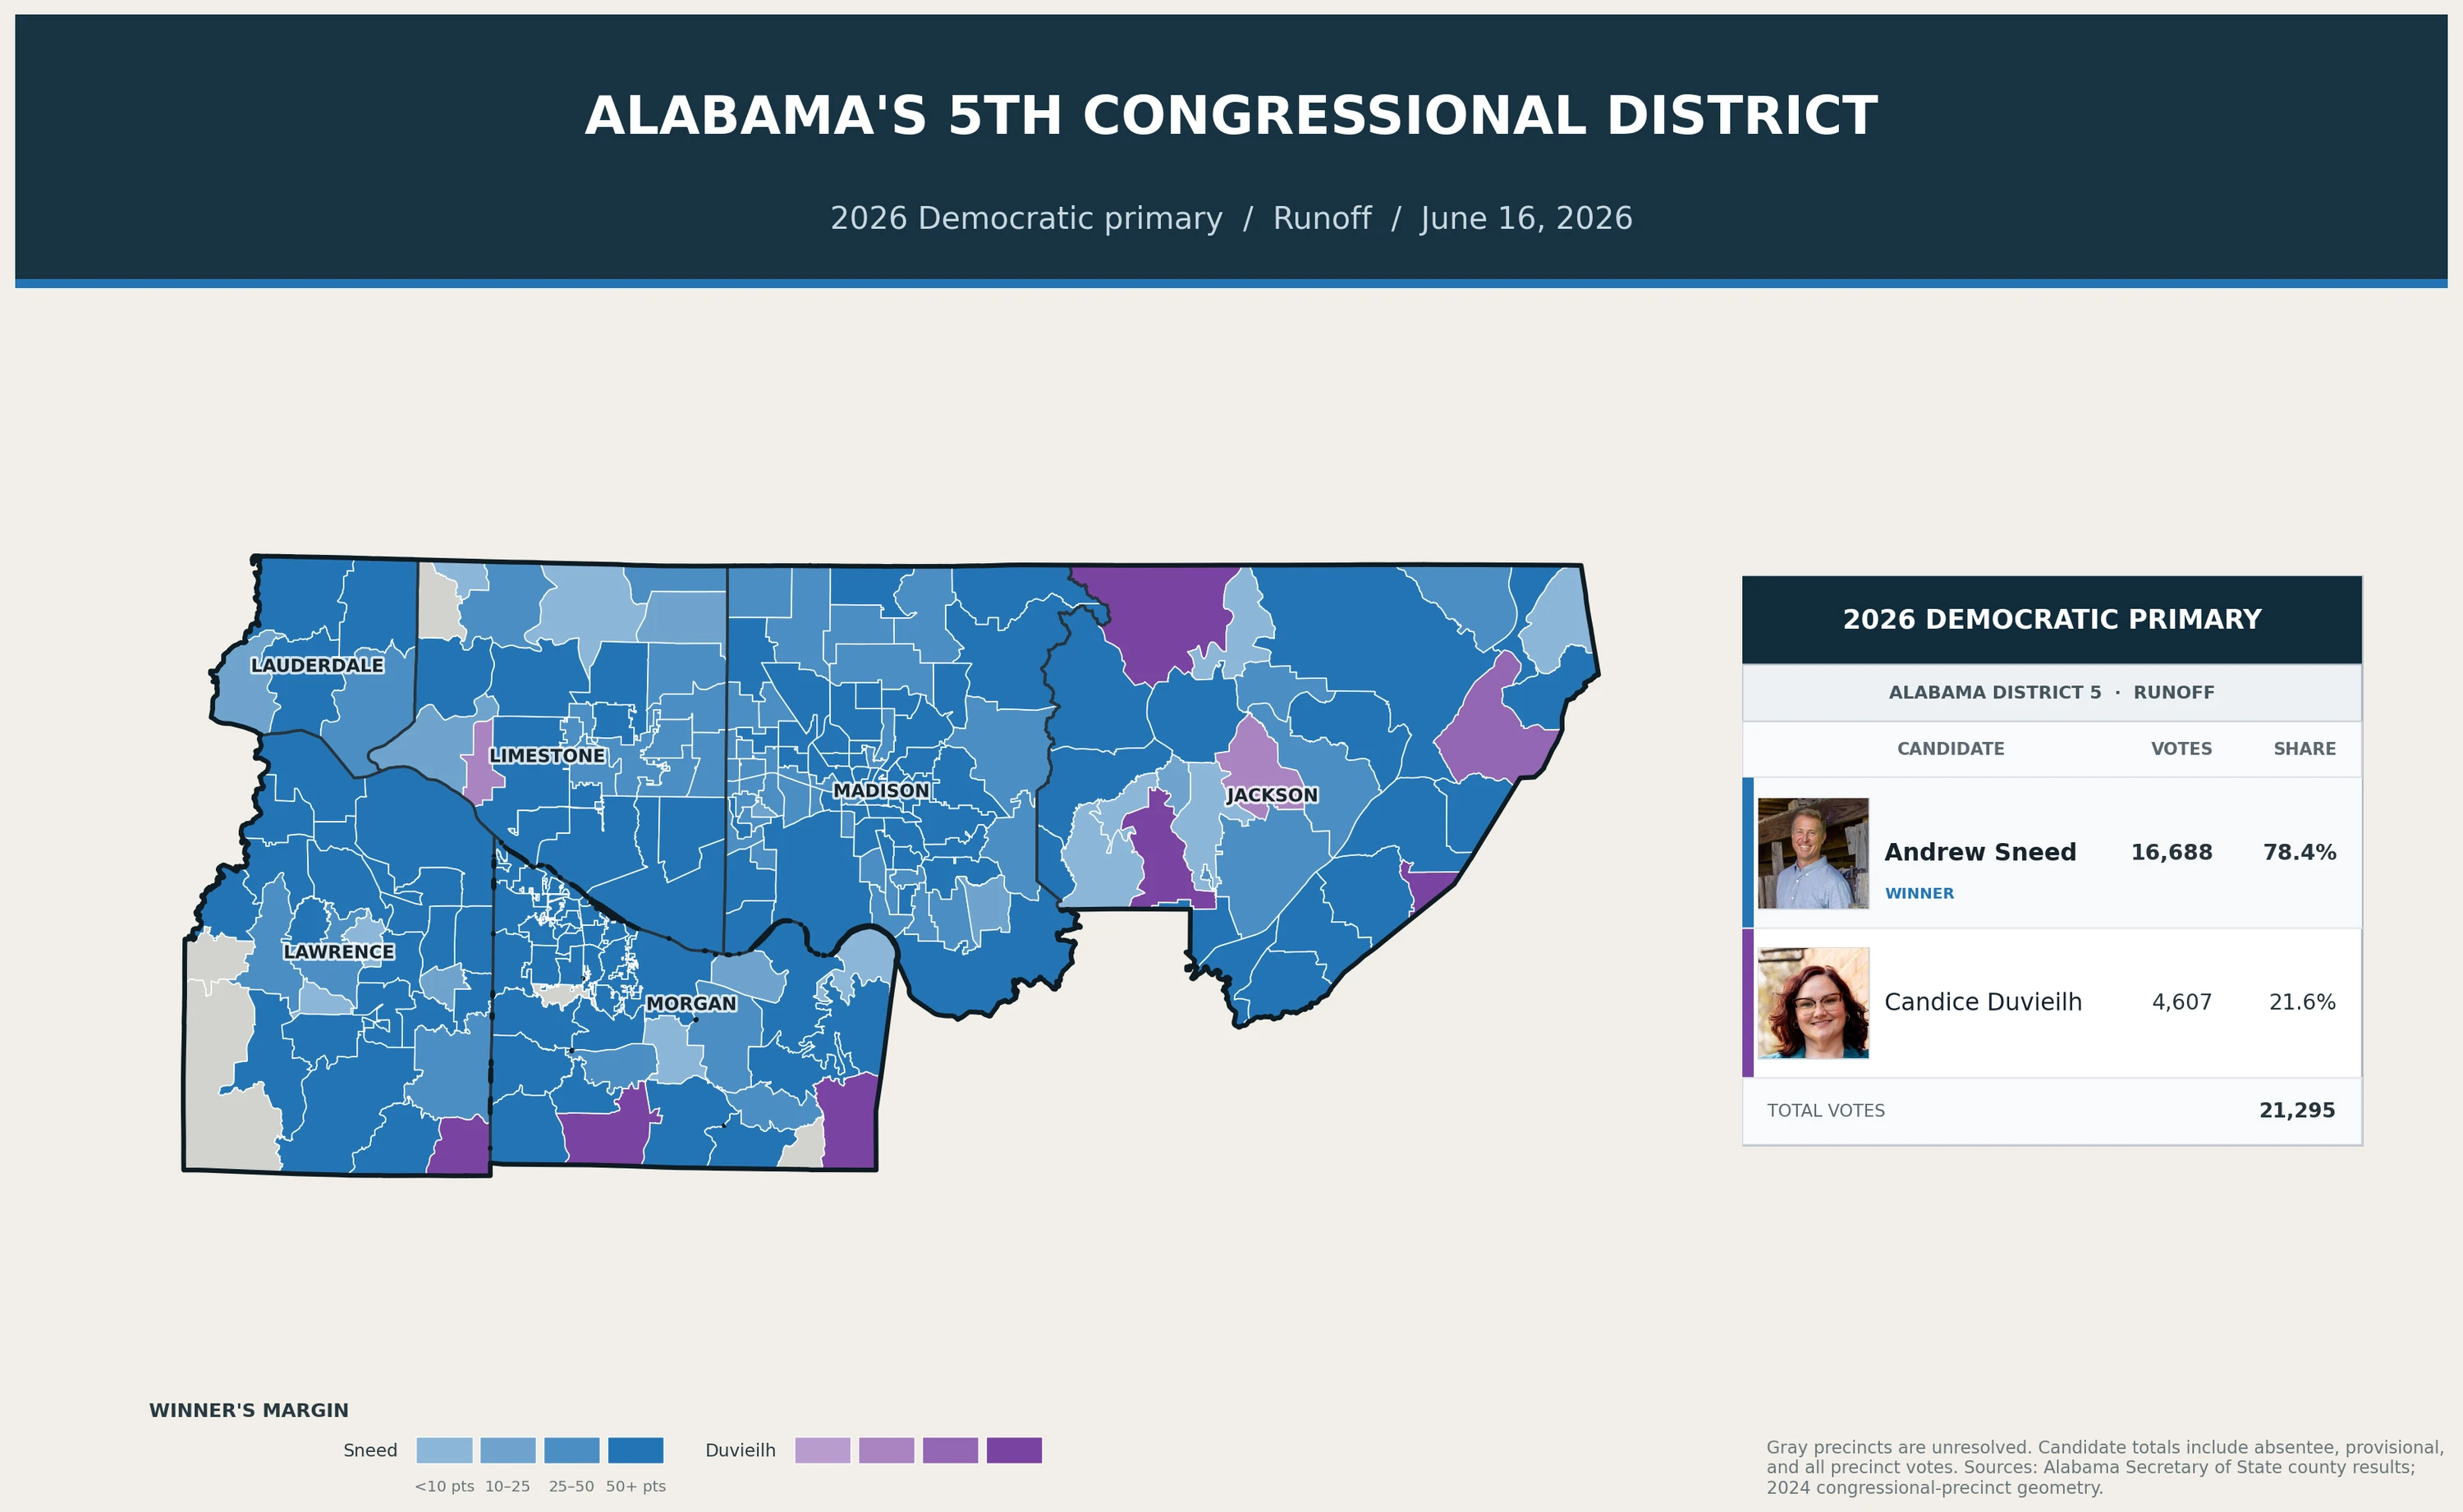 ALABAMA'S 5TH CONGRESSIONAL DISTRICT
2026 Democratic primary / Runoff / June 16, 2026
LAUDERDALE
LIMESTONE
MADISON
JACKSON
LAWRENCE
MORGAN
2026 DEMOCRATIC PRIMARY
ALABAMA DISTRICT 5 · RUNOFF
CANDIDATE VOTES SHARE
Andrew Sneed 16,688 78.4%
WINNER
Candice Duvieilh 4,607 21.6%
TOTAL VOTES 21,295
WINNER'S MARGIN
Sneed Duvieilh
<10 pts 10–25 25–50 50+ pts
Gray precincts are unresolved. Candidate totals include absentee, provisional,
and all precinct votes. Sources: Alabama Secretary of State county results;
2024 congressional-precinct geometry.